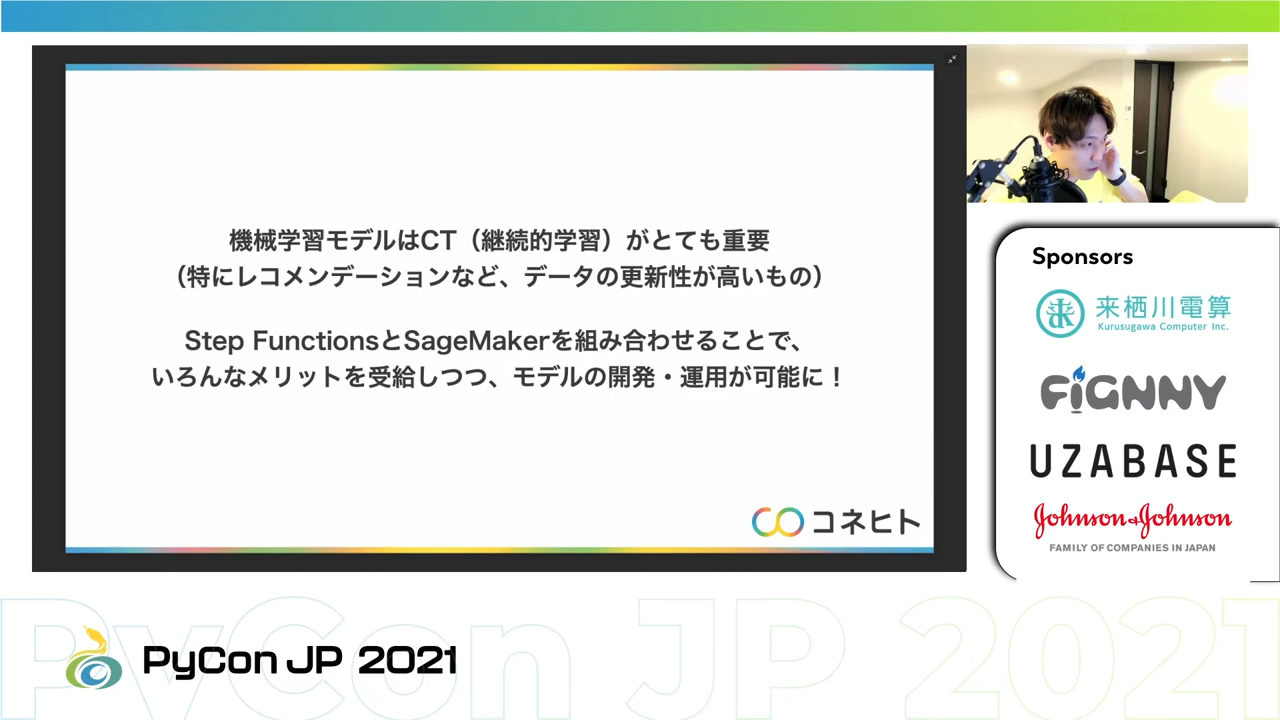 機械学習モデルはCT（継続的学習）がとても重要
（特にレコメンデーションなど、データの更新性が高いもの）
Step FunctionsとSageMakerを組み合わせることで、
いろんなメリットを受給しつつ、モデルの開発・運用が可能に！
コネヒト
Sponsors
来栖川電算
Kurusugawa Computer Inc.
FiGNNY
UZABASE
Johnson & Johnson
FAMILY OF COMPANIES IN JAPAN
PyCon JP 2021
PyCon JP 2021